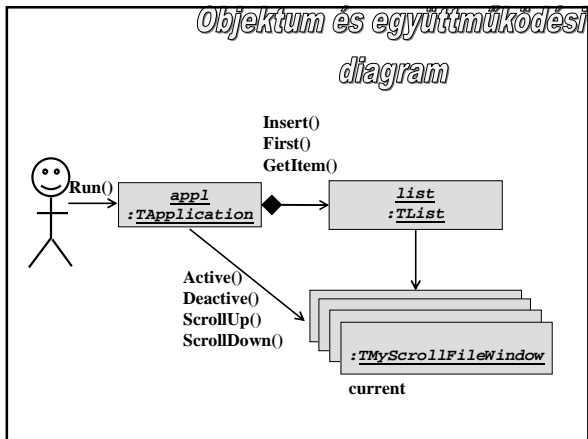 Objektum és együttműködési
diagram
Insert()
First()
GetItem()
Run()
appl
:TApplication
list
:TList
Active()
Deactive()
ScrollUp()
ScrollDown()
:TMyScrollFileWindow
current